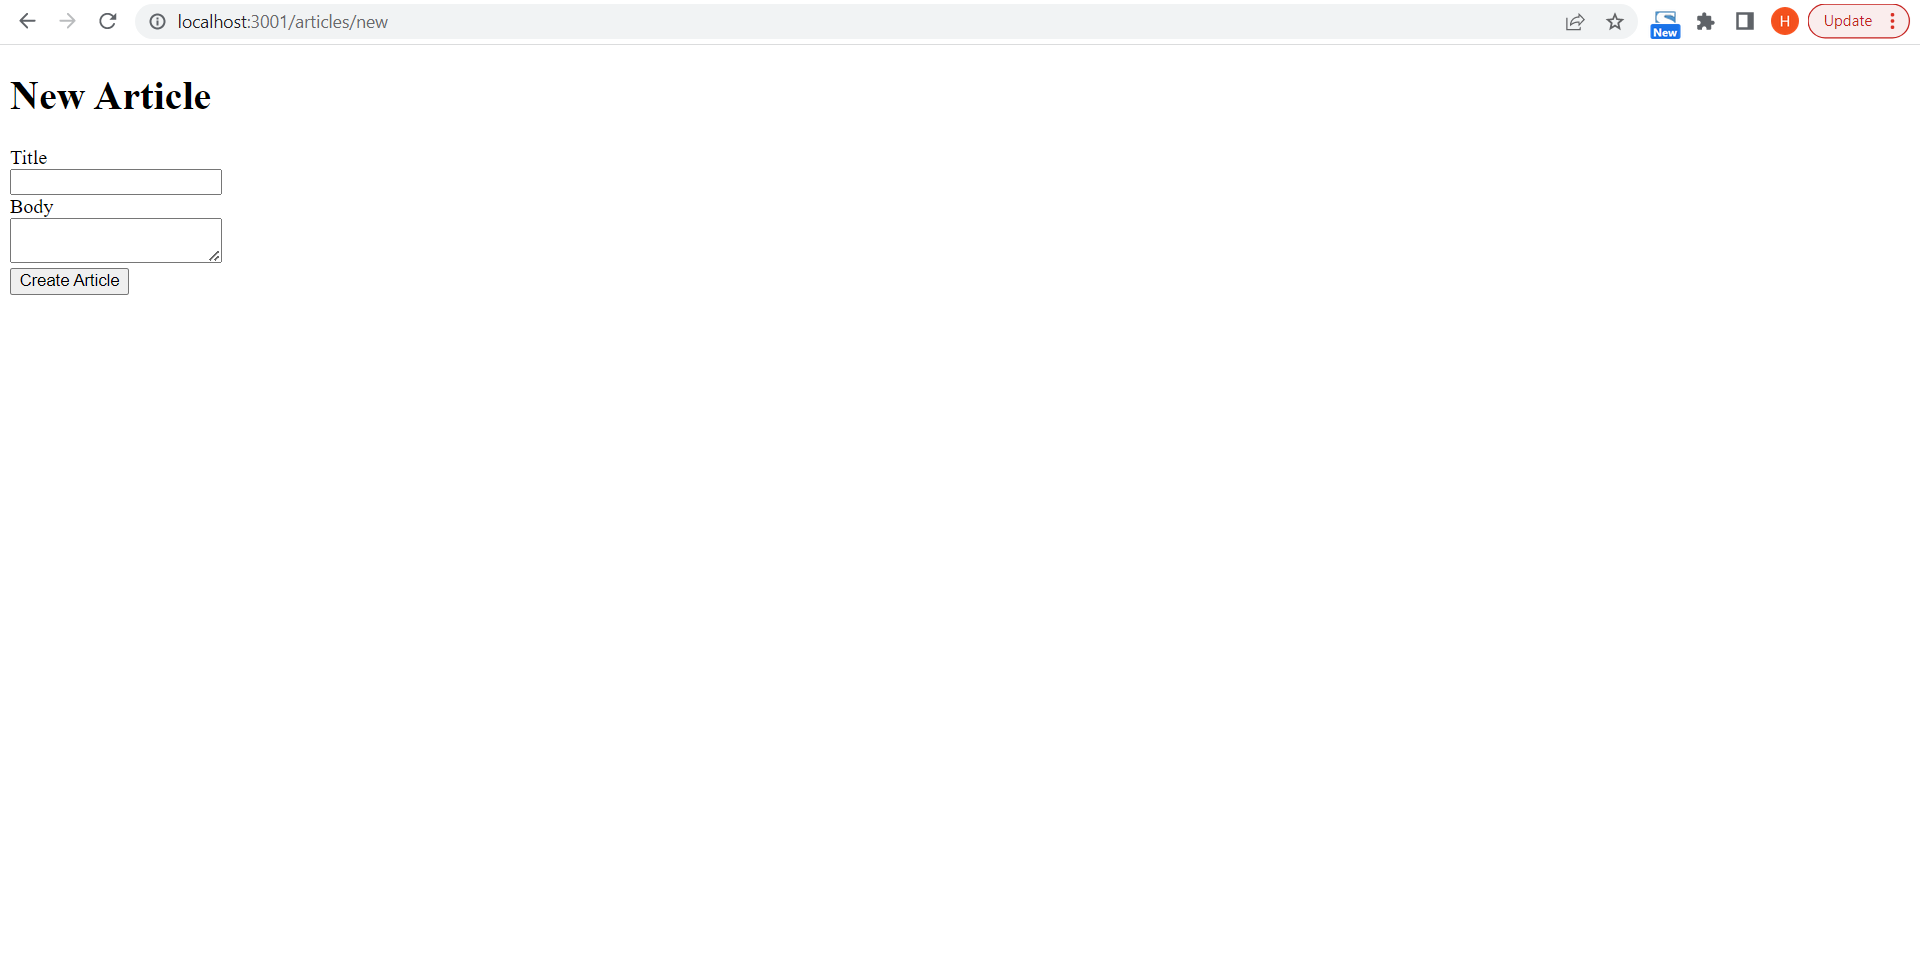 localhost:3001/articles/new
New
H
Update
New Article
Title
Body
Create Article